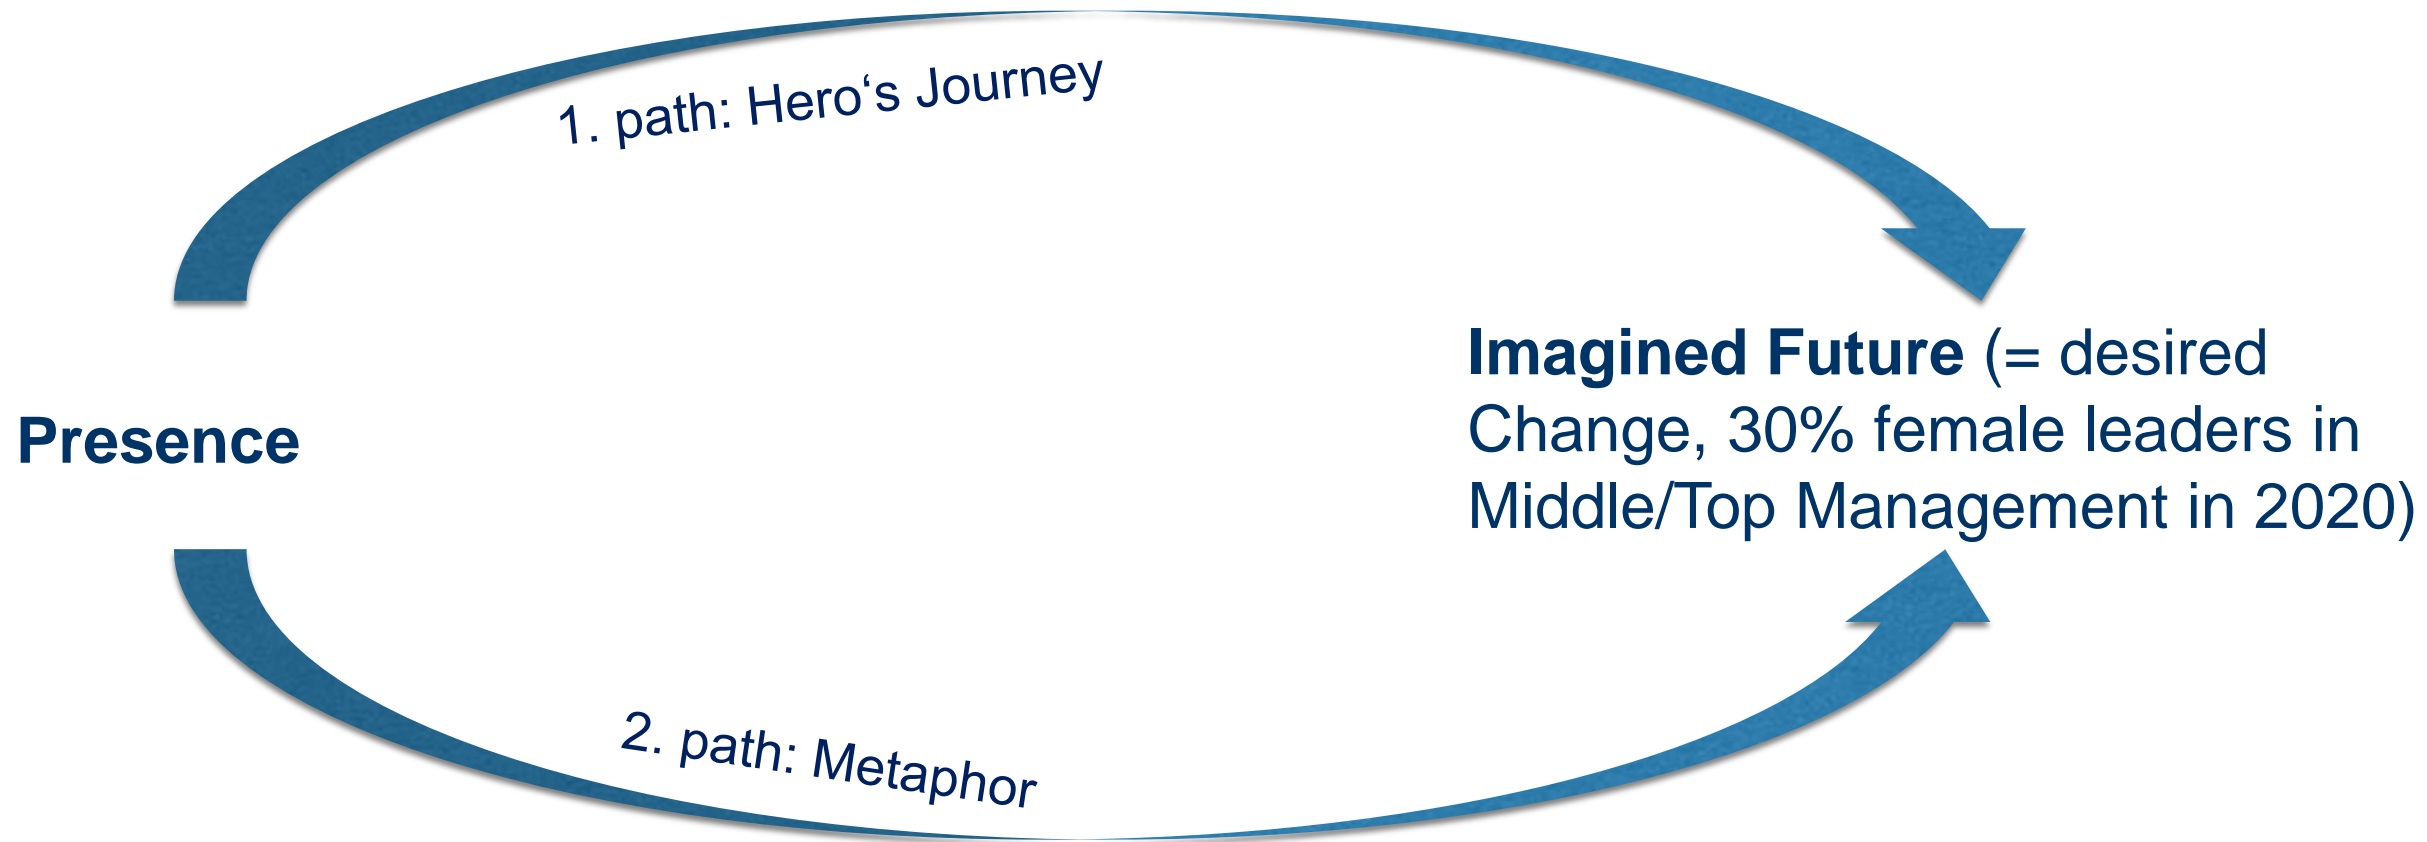 1. path: Hero‘s Journey
Presence
Imagined Future (= desired
Change, 30% female leaders in
Middle/Top Management in 2020)
2. path: Metaphor